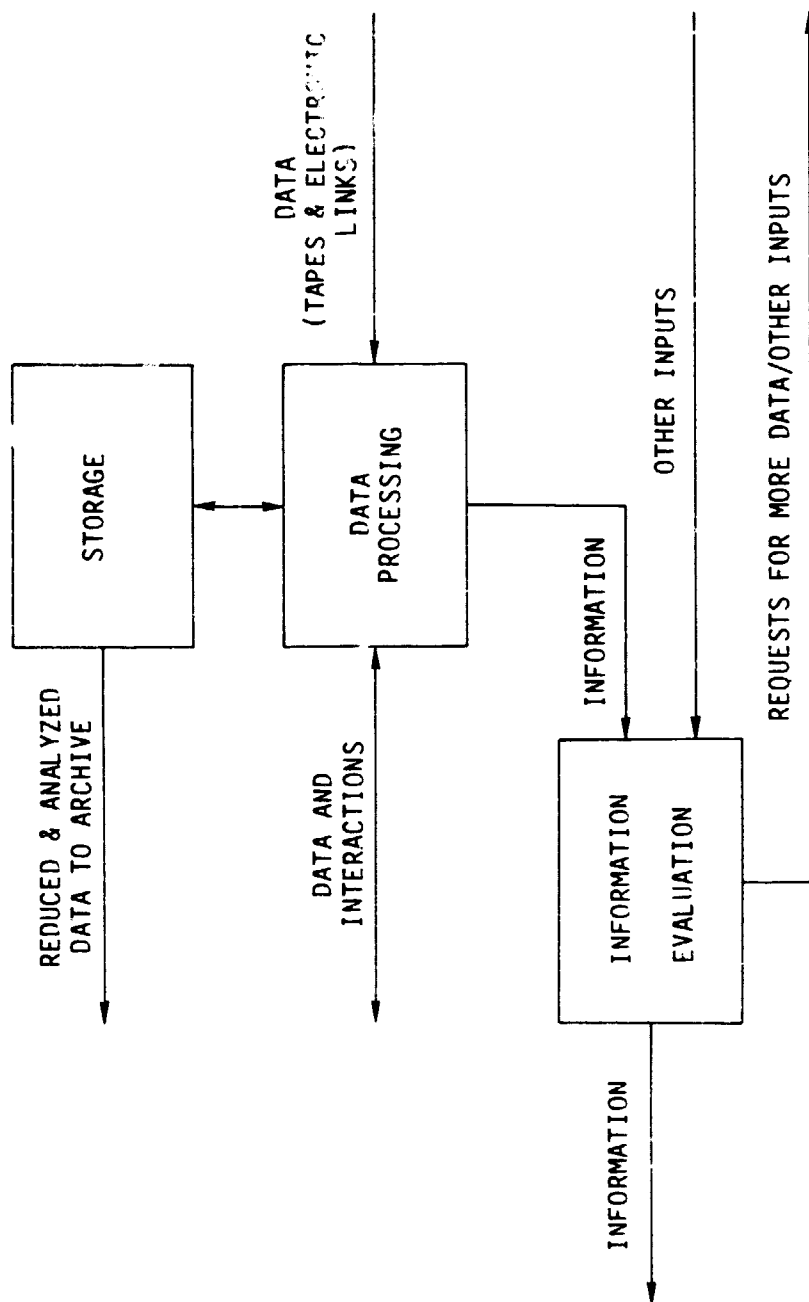 REDUCED & ANALYZED
DATA TO ARCHIVE
STORAGE
DATA AND
INTERACTIONS
DATA
PROCESSING
DATA
(TAPES & ELECTRONIC
LINKS)
INFORMATION
INFORMATION
EVALUATION
INFORMATION
OTHER INPUTS
REQUESTS FOR MORE DATA/OTHER INPUTS